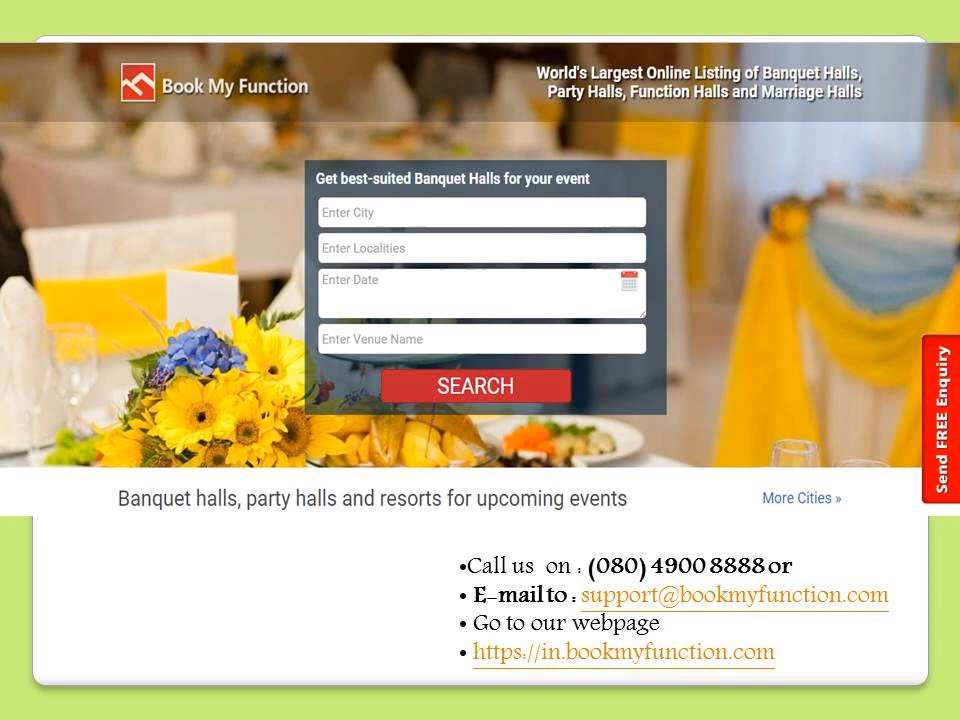 Book My Function
World's Largest Online Listing of Banquet Halls,
Party Halls, Function Halls and Marriage Halls
Get best-suited Banquet Halls for your event
Enter City
Enter Localities
Enter Date
Enter Venue Name
SEARCH
Send FREE Enquiry
Banquet halls, party halls and resorts for upcoming events
More Cities »
•Call us on : (080) 4900 8888 or
• E-mail to : support@bookmyfunction.com
• Go to our webpage
• https://in.bookmyfunction.com